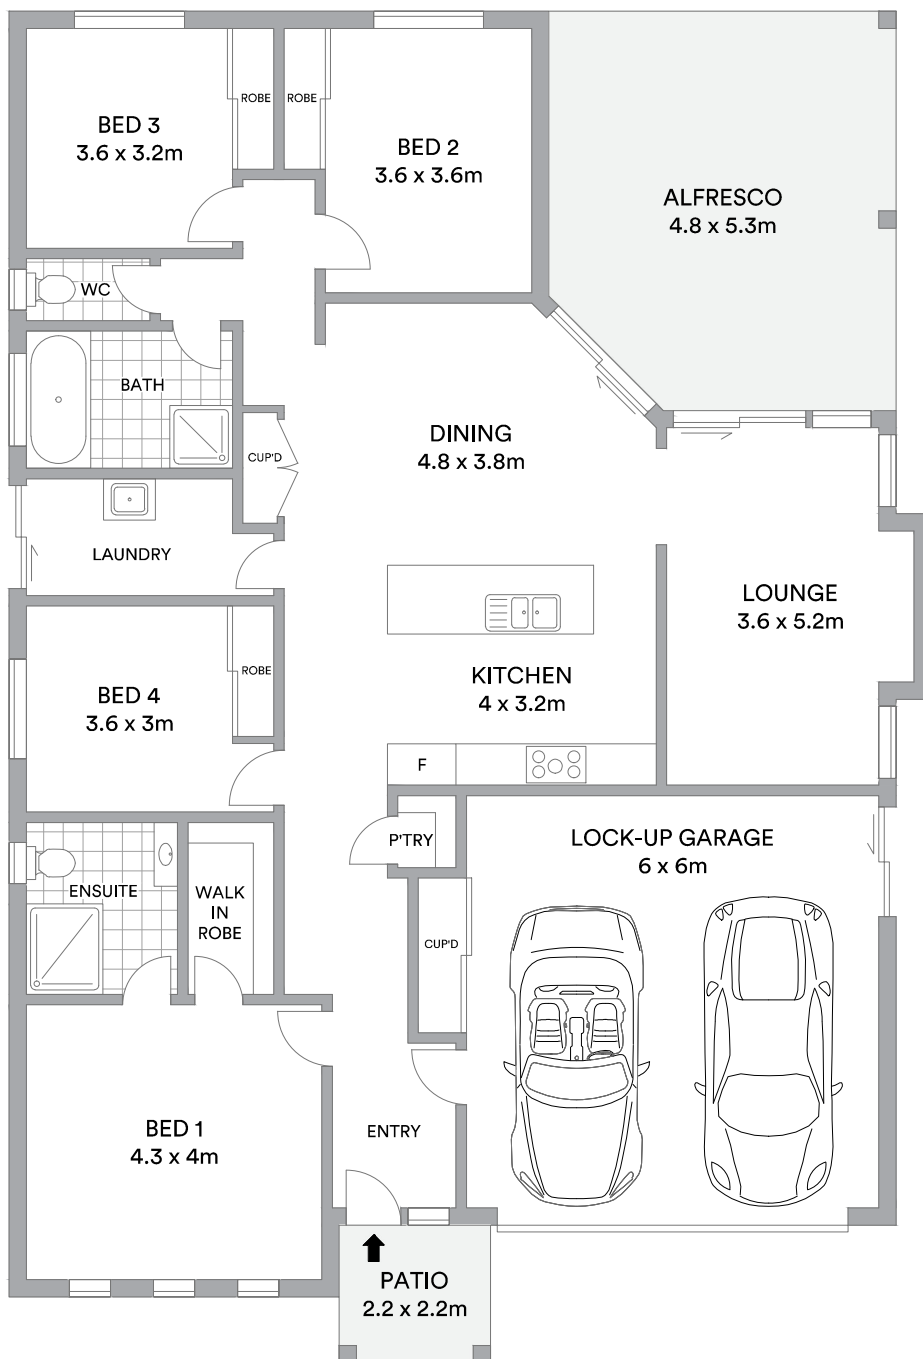 BED 3
3.6 x 3.2m
ROBE
ROBE
BED 2
3.6 x 3.6m
ALFRESCO
4.8 x 5.3m
WC
BATH
CUP'D
DINING
4.8 x 3.8m
LAUNDRY
LOUNGE
3.6 x 5.2m
BED 4
3.6 x 3m
ROBE
KITCHEN
4 x 3.2m
F
P'TRY
LOCK-UP GARAGE
6 x 6m
ENSUITE
WALK
IN
ROBE
CUP'D
BED 1
4.3 x 4m
ENTRY
PATIO
2.2 x 2.2m